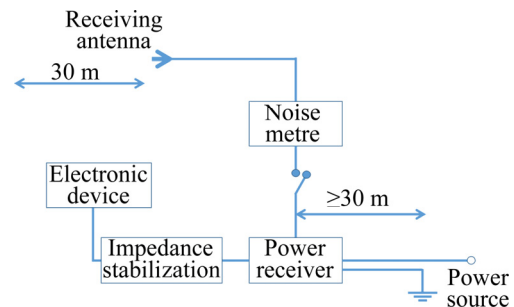 Receiving
antenna
30 m
Noise
metre
Electronic
device
≥30 m
Impedance
stabilization
Power
receiver
Power
source